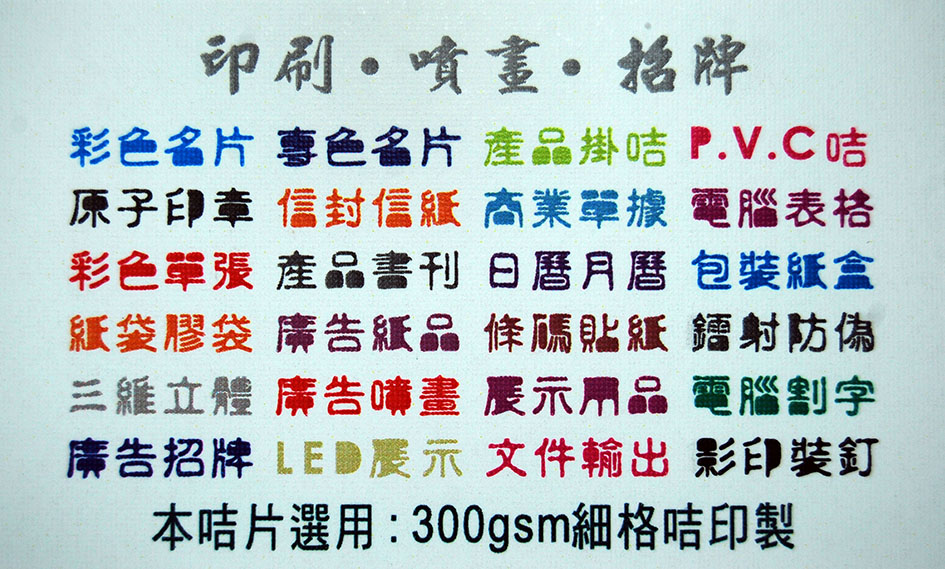 印刷•噴畫•招牌
彩色名片 專色名片 產品掛咭 P.V.C咭
原子印章 信封信紙 商業單據 電腦表格
彩色單張 產品書刊 日曆月曆 包裝紙盒
紙袋膠袋 廣告紙品 條碼貼紙 鐳射防偽
三維立體 廣告噴畫 展示用品 電腦割字
廣告招牌 LED展示 文件輸出 影印裝釘
本咭片選用:300gsm細格咭印製